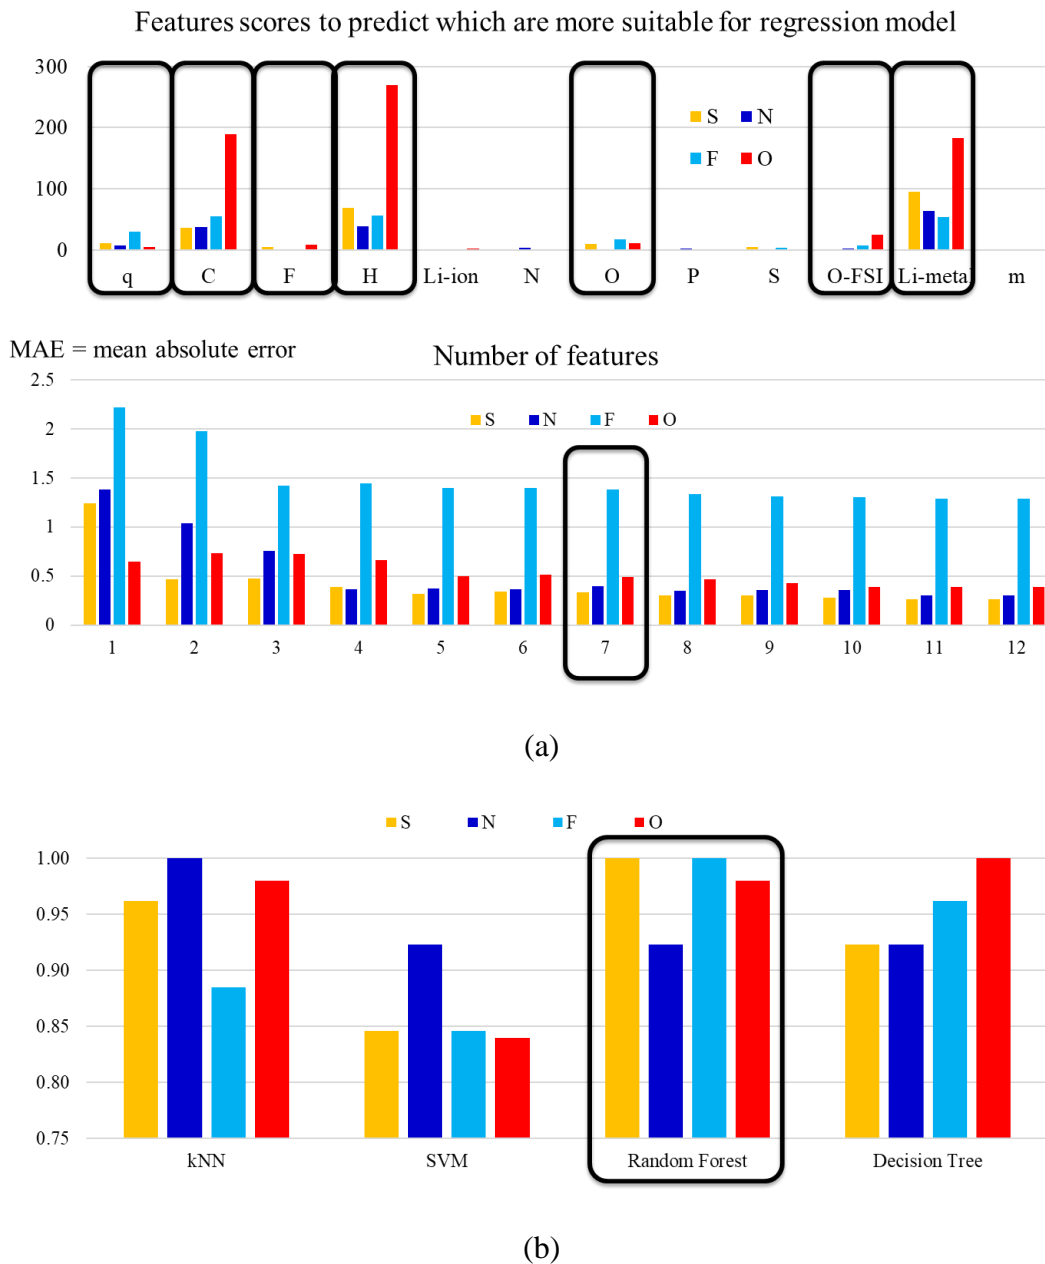 Features scores to predict which are more suitable for regression model
300
200
100
0
S N
F O
q C F H Li-ion N O P S O-FSI Li-metal m
MAE = mean absolute error
Number of features
2.5
2
1.5
1
0.5
0
S N F O
1 2 3 4 5 6 7 8 9 10 11 12
(a)
S N F O
1.00
0.95
0.90
0.85
0.80
0.75
kNN SVM Random Forest Decision Tree
(b)